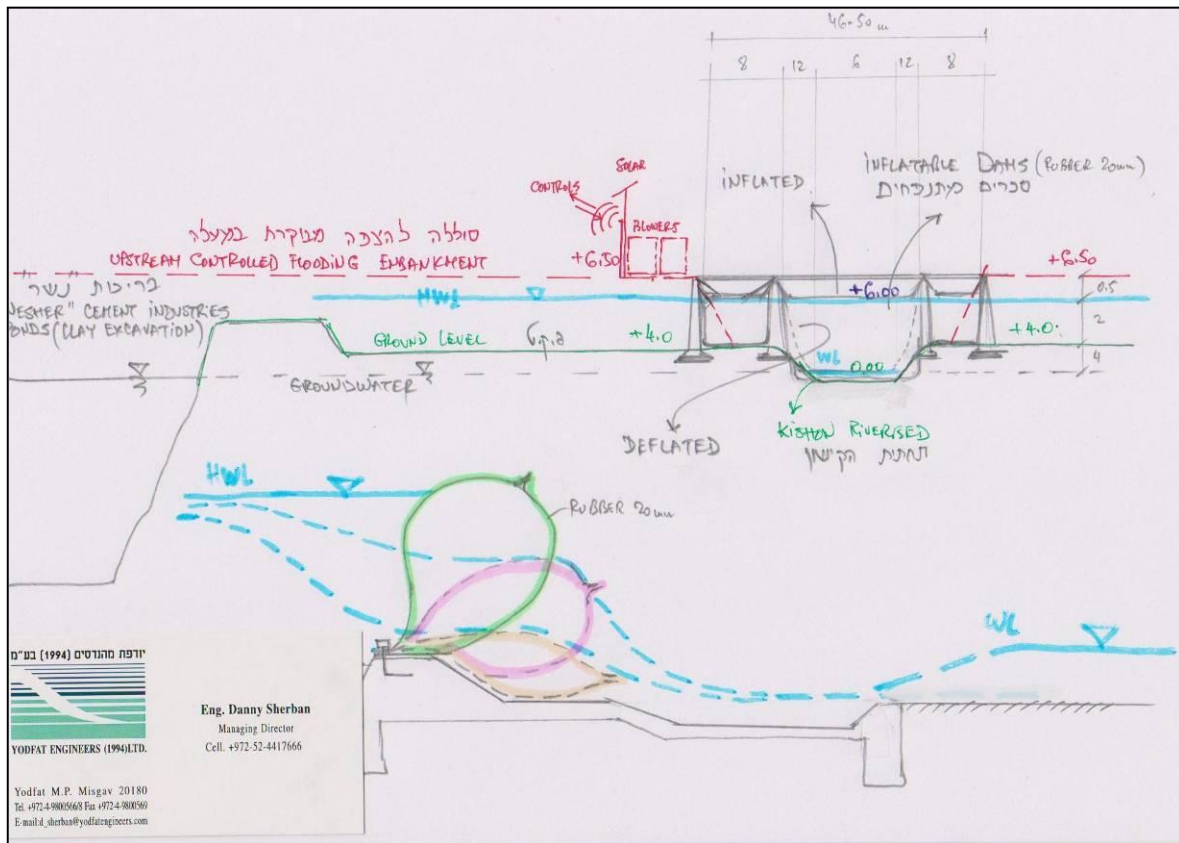 46-50 m
8 12 6 12 8
SOLAR
CONTROLS
BLOWERS
INFLATED
INFLATABLE DAMS (RUBBER 20mm)
סכרים מתנפחים
סוללה להצפה מבוקרת במעלה
UPSTREAM CONTROLLED FLOODING EMBANKMENT
+6.50
+6.50
בריכות נשר
NESHER" CEMENT INDUSTRIES
PONDS (CLAY EXCAVATION)
HWL
+6.00
0.5
GROUND LEVEL
+4.0
+4.0
2
WL
0.00
4
GROUNDWATER
DEFLATED
KISHON RIVERBED
תחתית הקישון
HWL
RUBBER 20mm
WL
יודפת מהנדסים (1994) בע"מ
YODFAT ENGINEERS (1994)LTD.
Eng. Danny Sherban
Managing Director
Cell. +972-52-4417666
Yodfat M.P. Misgav 20180
Tel. +972-4-9800566/8 Fax +972-4-9800569
E-mail:d_sherban@yodfatengineers.com